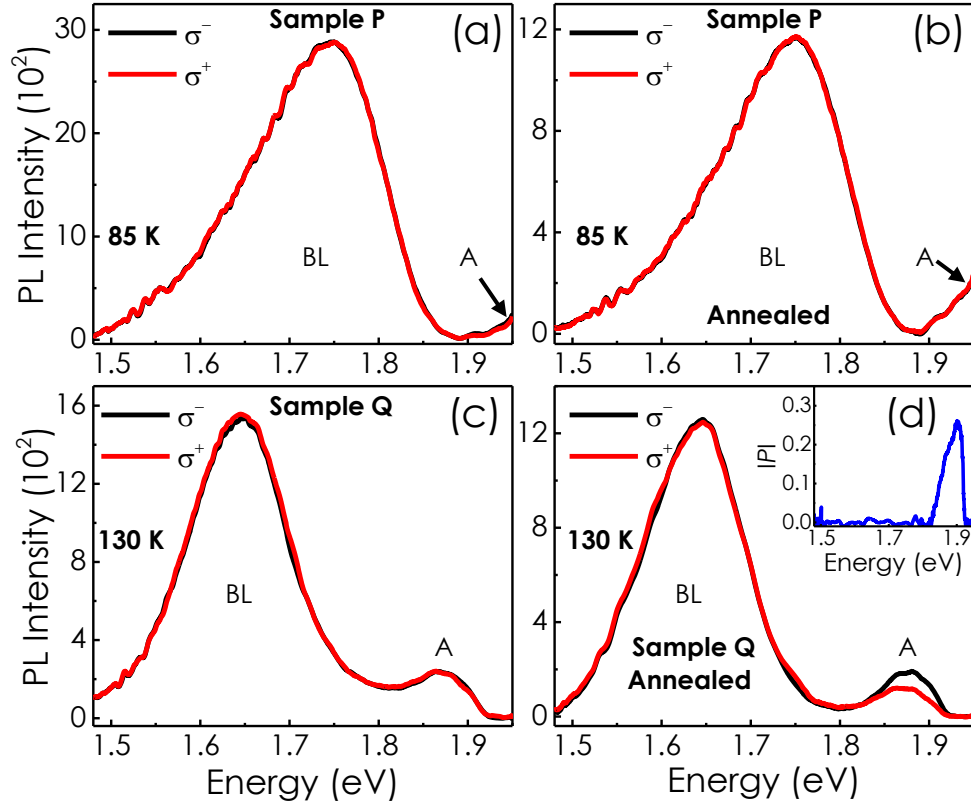 Sample P
(a)
σ⁻
σ⁺
85 K
BL
A
PL Intensity (10²)
30
20
10
0
1.5 1.6 1.7 1.8 1.9
Sample P
(b)
σ⁻
σ⁺
85 K
BL
A
Annealed
12
8
4
0
1.5 1.6 1.7 1.8 1.9
Sample Q
(c)
σ⁻
σ⁺
130 K
BL
A
PL Intensity (10²)
16
12
8
4
0
1.5 1.6 1.7 1.8 1.9
Energy (eV)
(d)
σ⁻
σ⁺
130 K
BL
A
Sample Q
Annealed
12
8
4
0
1.5 1.6 1.7 1.8 1.9
Energy (eV)
|P|
0.3
0.2
0.1
0.0
1.5 1.7 1.9
Energy (eV)